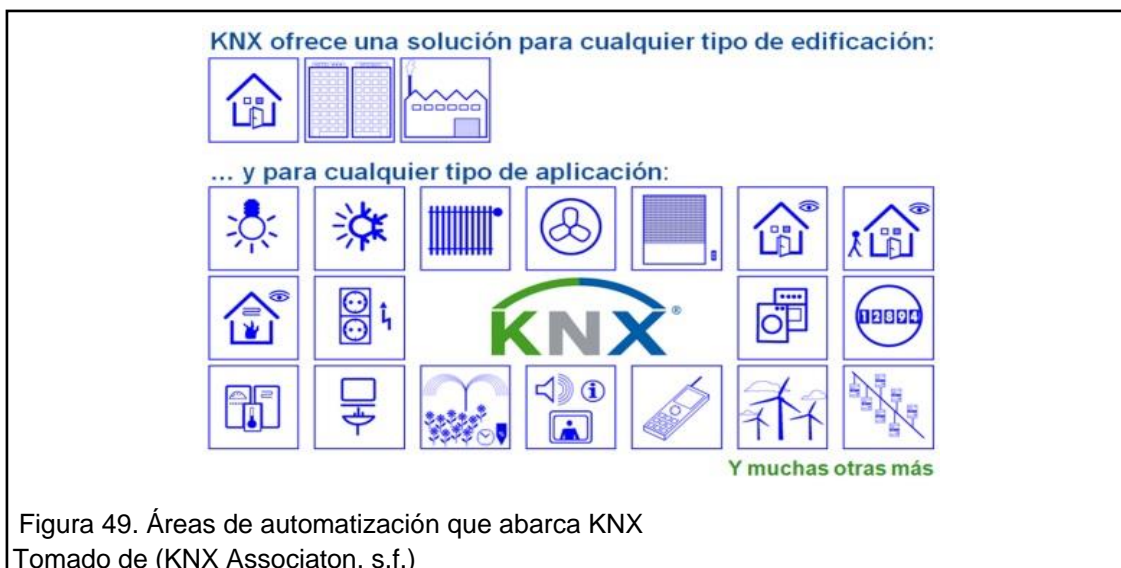 KNX ofrece una solución para cualquier tipo de edificación:
... y para cualquier tipo de aplicación:
KNX®
12894
Y muchas otras más
Figura 49. Áreas de automatización que abarca KNX
Tomado de (KNX Associaton, s.f.)